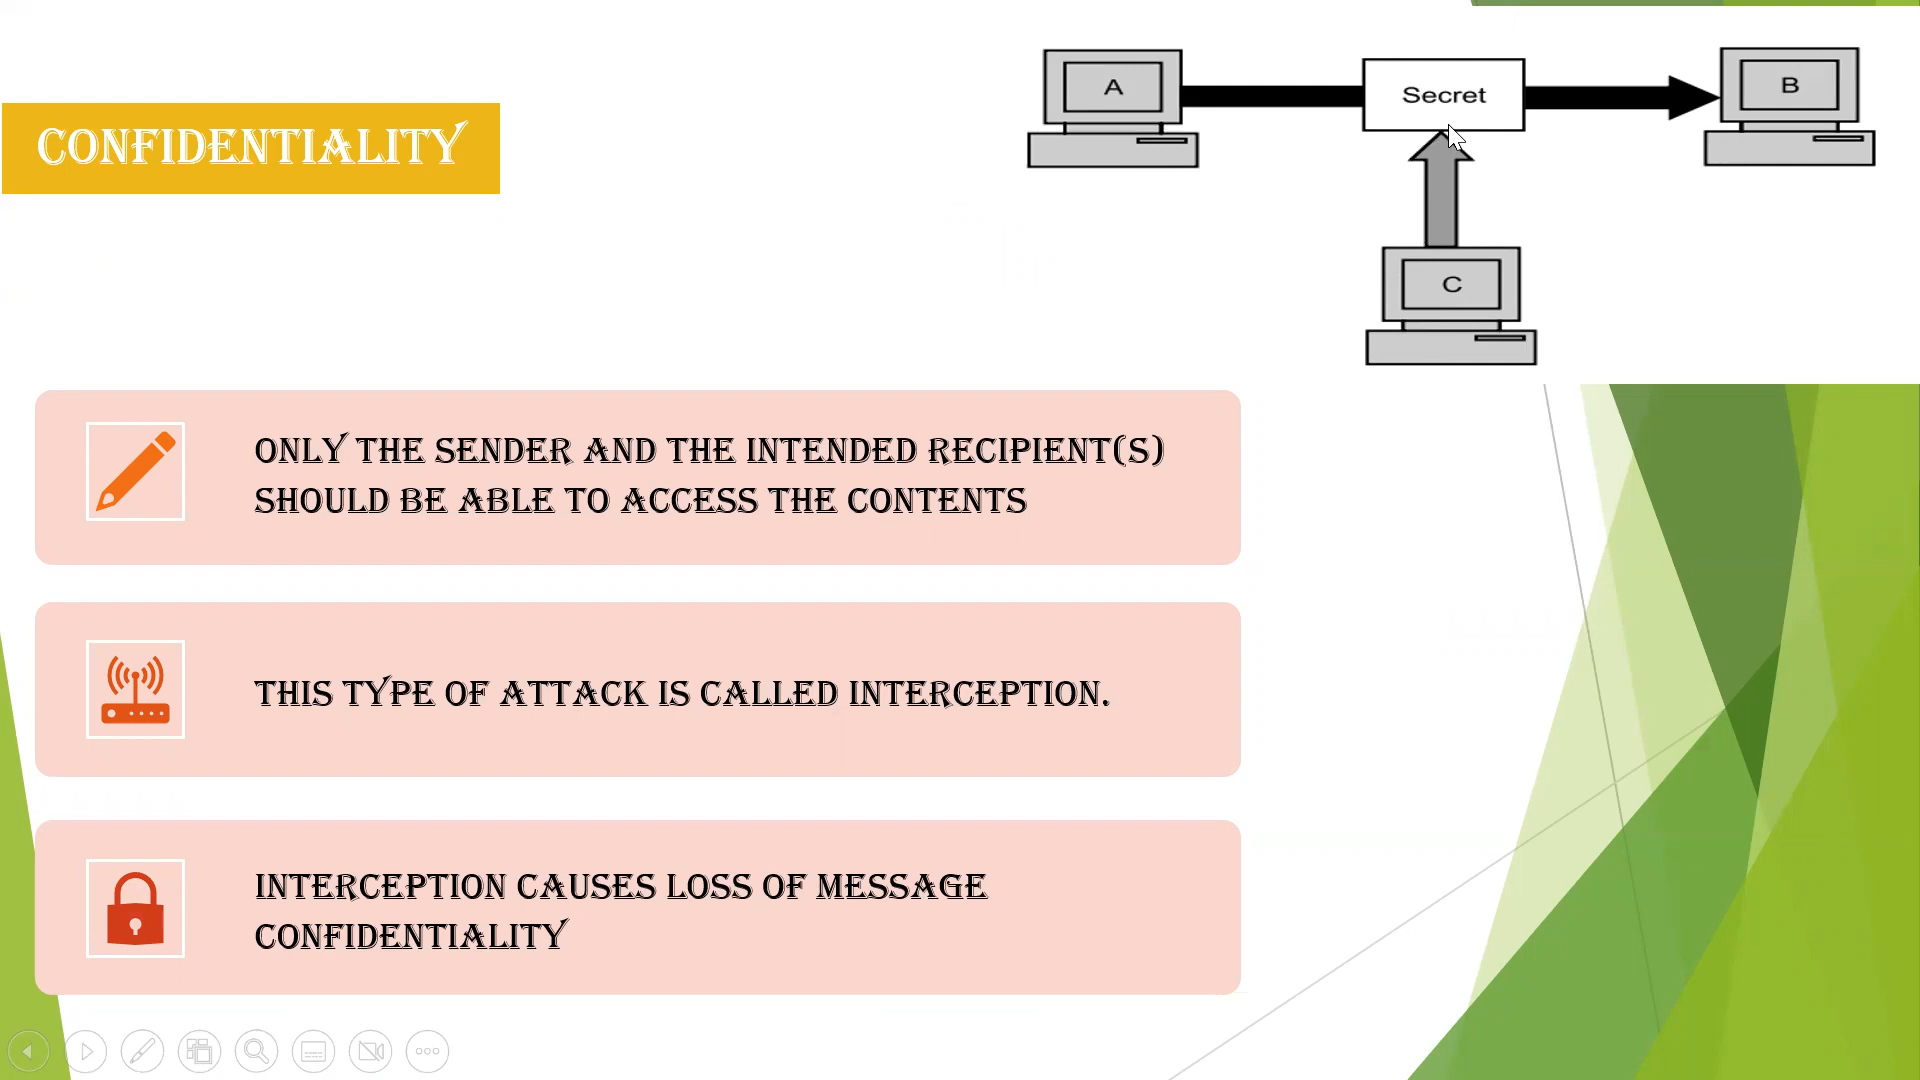 CONFIDENTIALITY
A
Secret
B
C
ONLY THE SENDER AND THE INTENDED RECIPIENT(S)
SHOULD BE ABLE TO ACCESS THE CONTENTS
THIS TYPE OF ATTACK IS CALLED INTERCEPTION.
INTERCEPTION CAUSES LOSS OF MESSAGE
CONFIDENTIALITY